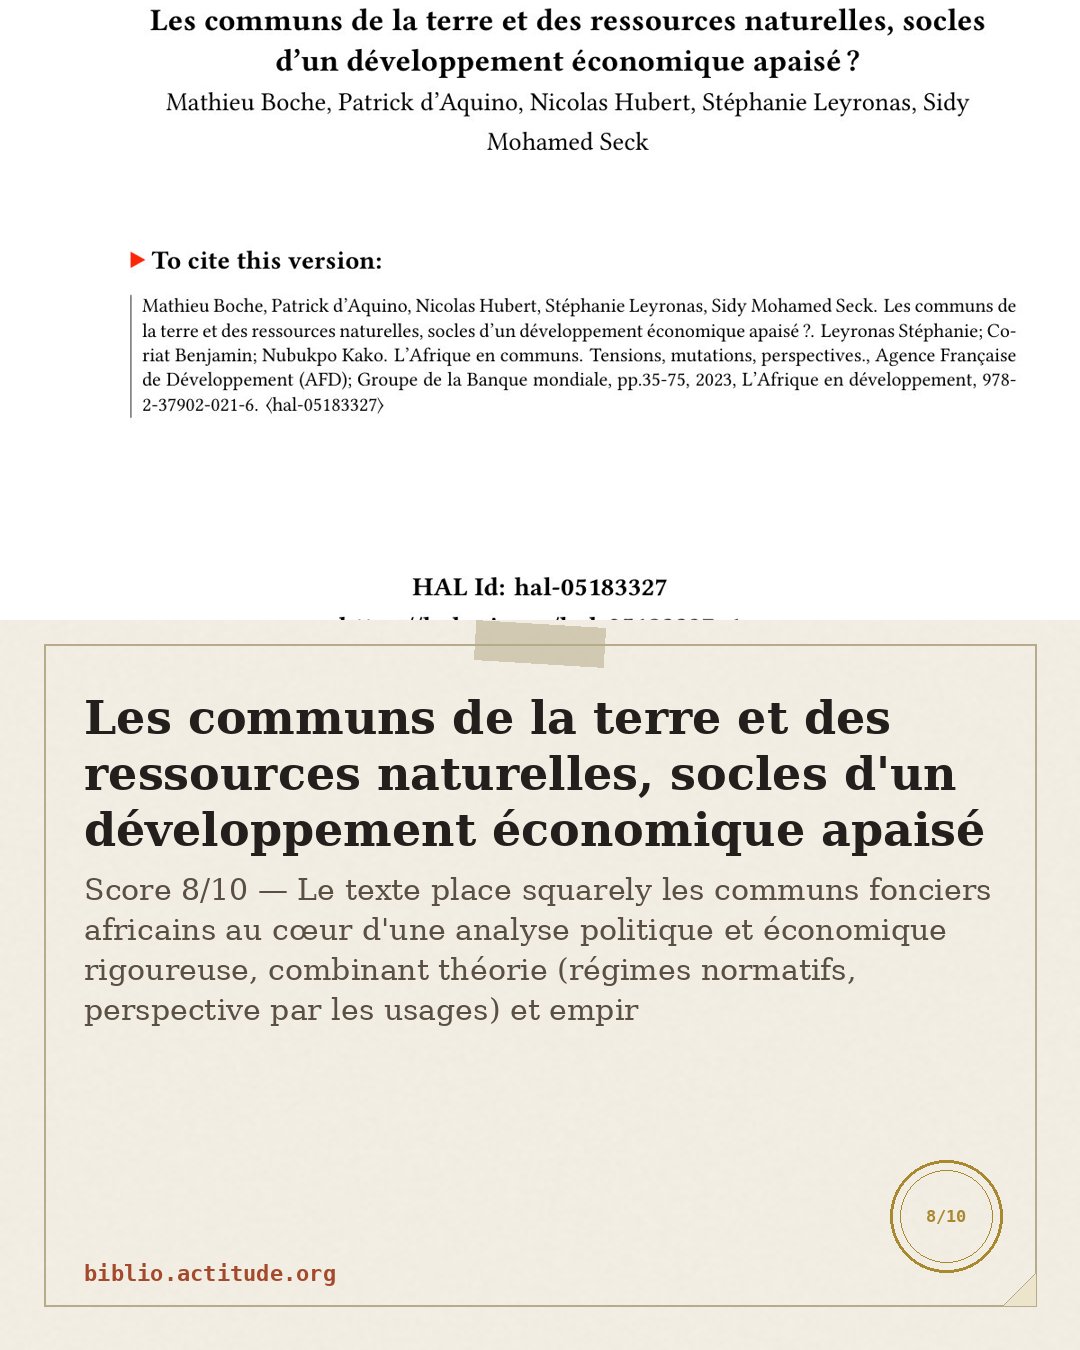 Les communs de la terre et des ressources naturelles, socles
d’un développement économique apaisé ?
Mathieu Boche, Patrick d’Aquino, Nicolas Hubert, Stéphanie Leyronas, Sidy
Mohamed Seck
To cite this version:
Mathieu Boche, Patrick d’Aquino, Nicolas Hubert, Stéphanie Leyronas, Sidy Mohamed Seck. Les communs de
la terre et des ressources naturelles, socles d’un développement économique apaisé ?. Leyronas Stéphanie; Co-
riat Benjamin; Nubukpo Kako. L’Afrique en communs. Tensions, mutations, perspectives., Agence Française
de Développement (AFD); Groupe de la Banque mondiale, pp.35-75, 2023, L’Afrique en développement, 978-
2-37902-021-6. ⟨hal-05183327⟩
HAL Id: hal-05183327
Les communs de la terre et des
ressources naturelles, socles d'un
développement économique apaisé
Score 8/10 — Le texte place squarely les communs fonciers
africains au cœur d'une analyse politique et économique
rigoureuse, combinant théorie (régimes normatifs,
perspective par les usages) et empir
8/10
biblio.actitude.org